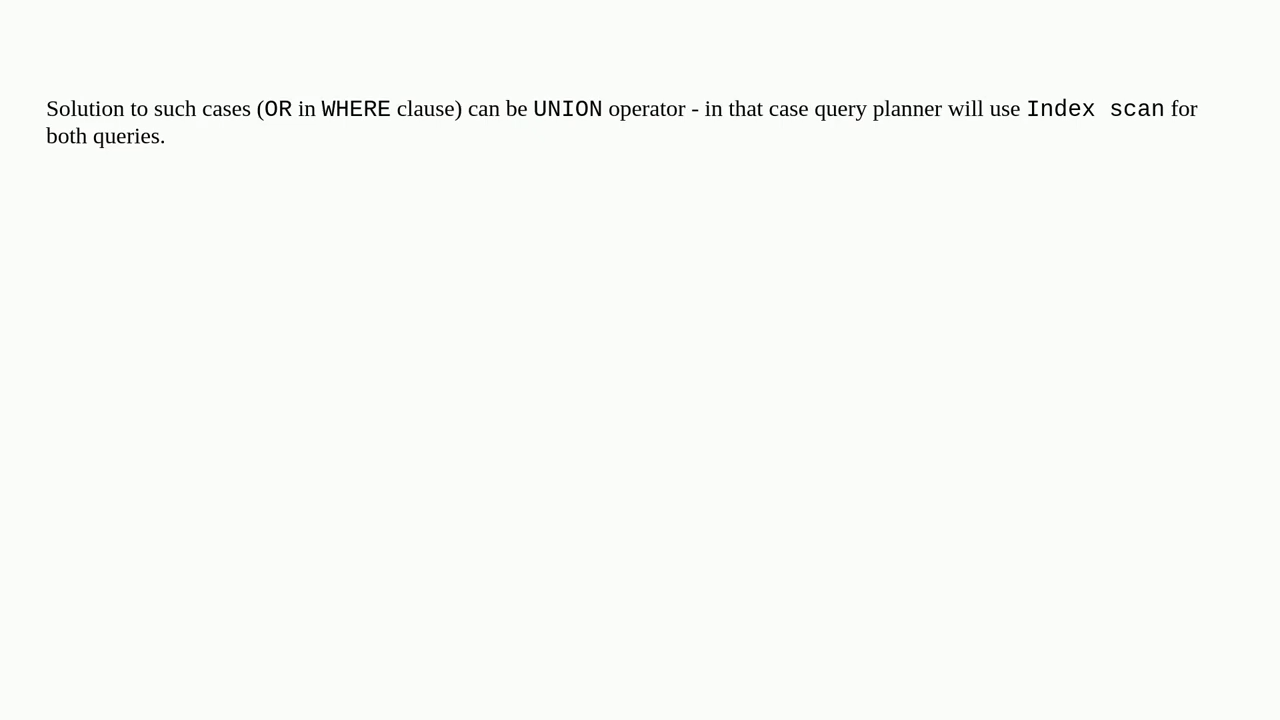 Solution to such cases (OR in WHERE clause) can be UNION operator - in that case query planner will use Index scan for
both queries.